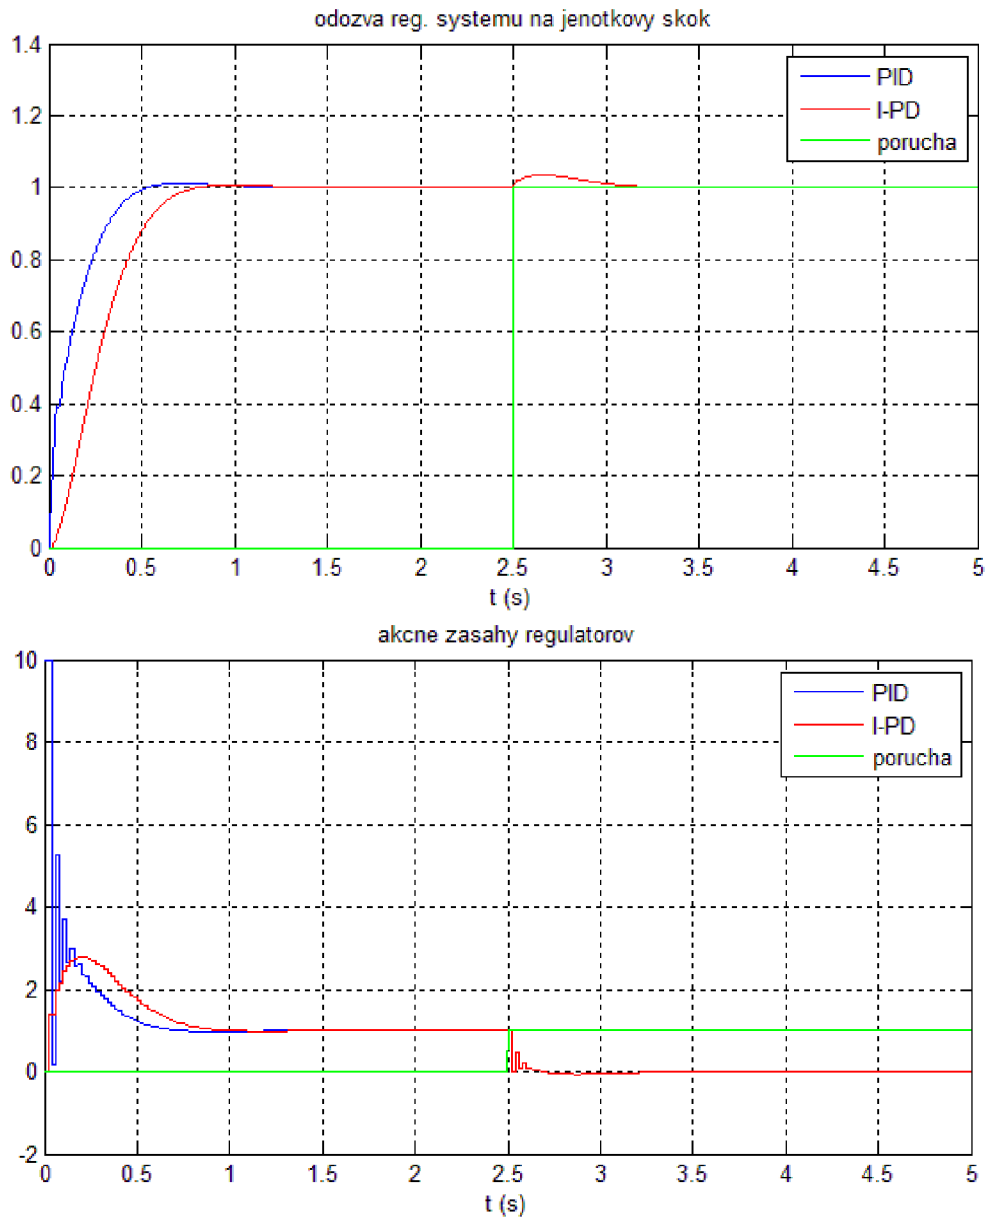 odozva reg. systemu na jenotkovy skok
1.4
1.2
1
0.8
0.6
0.4
0.2
0
PID
I-PD
porucha
0 0.5 1 1.5 2 2.5 3 3.5 4 4.5 5
t (s)
akcne zasahy regulatorov
10
8
6
4
2
0
-2
PID
I-PD
porucha
0 0.5 1 1.5 2 2.5 3 3.5 4 4.5 5
t (s)